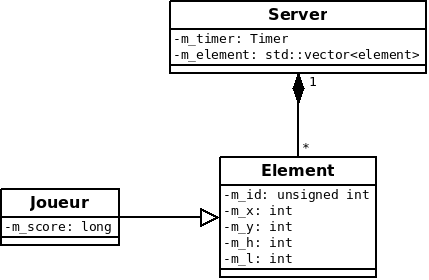 Server
-m_timer: Timer
-m_element: std::vector<element>
1
*
Element
-m_id: unsigned int
-m_x: int
-m_y: int
-m_h: int
-m_l: int
Joueur
-m_score: long